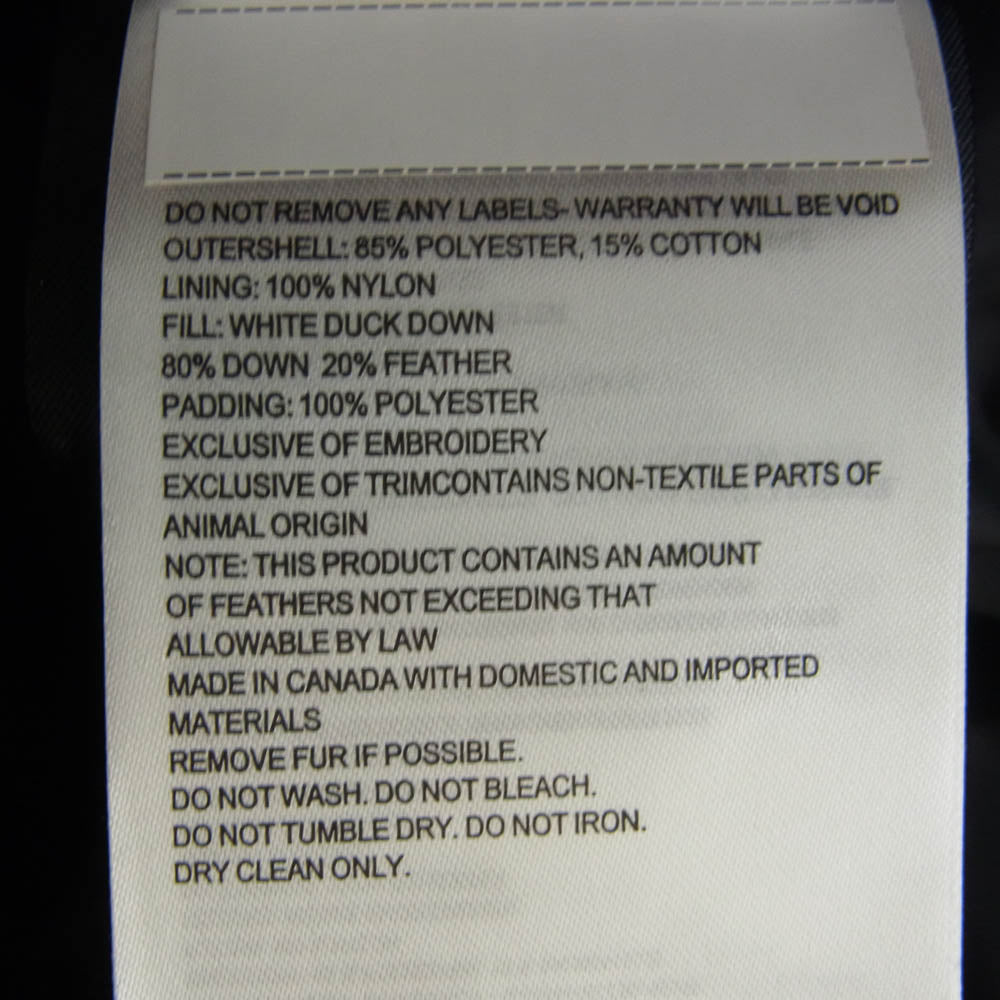 DO NOT REMOVE ANY LABELS- WARRANTY WILL BE VOID
OUTERSHELL: 85% POLYESTER, 15% COTTON
LINING: 100% NYLON
FILL: WHITE DUCK DOWN
80% DOWN 20% FEATHER
PADDING: 100% POLYESTER
EXCLUSIVE OF EMBROIDERY
EXCLUSIVE OF TRIMCONTAINS NON-TEXTILE PARTS OF
ANIMAL ORIGIN
NOTE: THIS PRODUCT CONTAINS AN AMOUNT
OF FEATHERS NOT EXCEEDING THAT
ALLOWABLE BY LAW
MADE IN CANADA WITH DOMESTIC AND IMPORTED
MATERIALS
REMOVE FUR IF POSSIBLE.
DO NOT WASH. DO NOT BLEACH.
DO NOT TUMBLE DRY. DO NOT IRON.
DRY CLEAN ONLY.